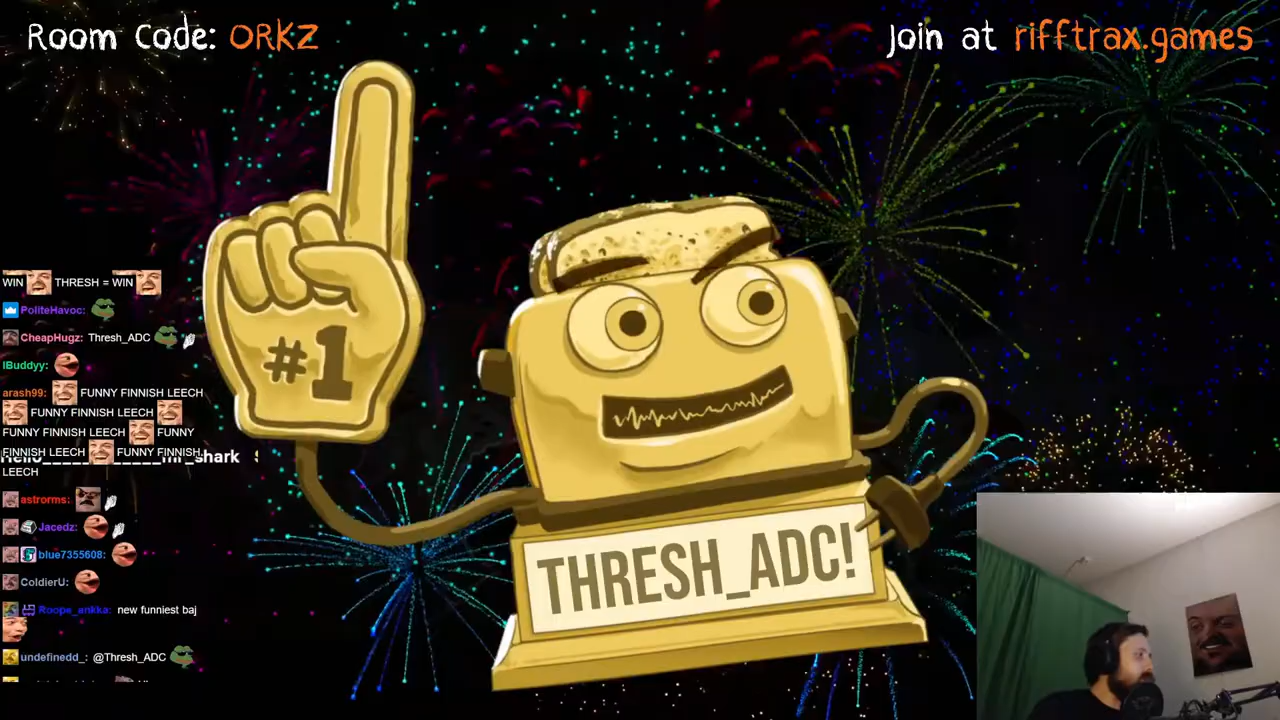 Room Code: ORKZ
Join at rifftrax.games
#1
THRESH_ADC!
WIN THRESH = WIN
PoliteHavoc:
CheapHugz: Thresh_ADC
IBuddyy:
arash99: FUNNY FINNISH LEECH
FUNNY FINNISH LEECH
FUNNY FINNISH LEECH FUNNY
FINNISH LEECH FUNNY FINNISH
LEECH
shark
astrorms:
Jacedz:
blue7355608:
ColdierU:
Roope_ankka: new funniest baj
undefinedd_: @Thresh_ADC